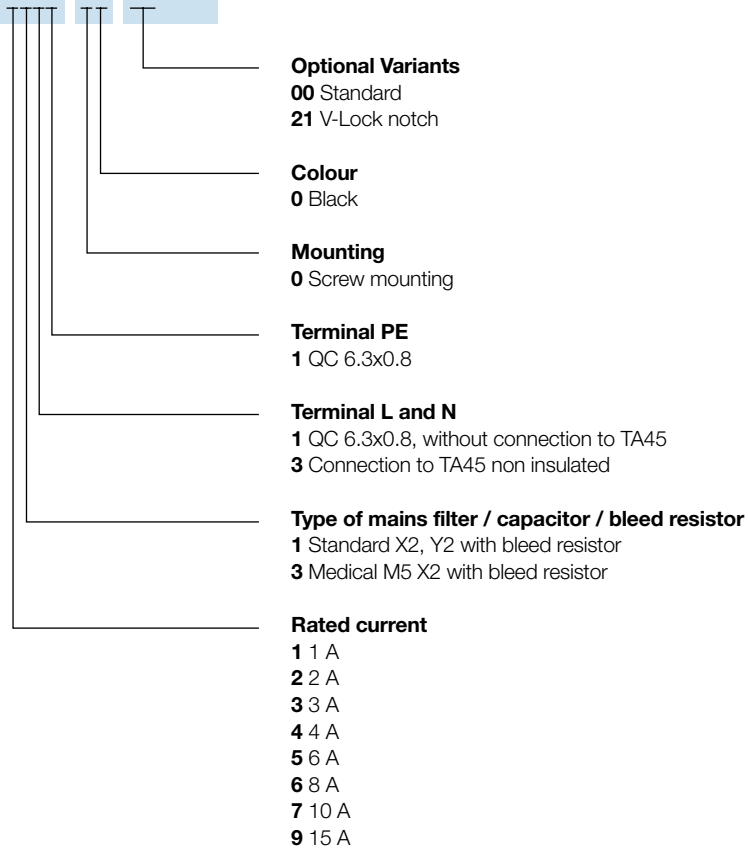 Optional Variants
00 Standard
21 V-Lock notch
Colour
0 Black
Mounting
0 Screw mounting
Terminal PE
1 QC 6.3x0.8
Terminal L and N
1 QC 6.3x0.8, without connection to TA45
3 Connection to TA45 non insulated
Type of mains filter / capacitor / bleed resistor
1 Standard X2, Y2 with bleed resistor
3 Medical M5 X2 with bleed resistor
Rated current
1 1 A
2 2 A
3 3 A
4 4 A
5 6 A
6 8 A
7 10 A
9 15 A